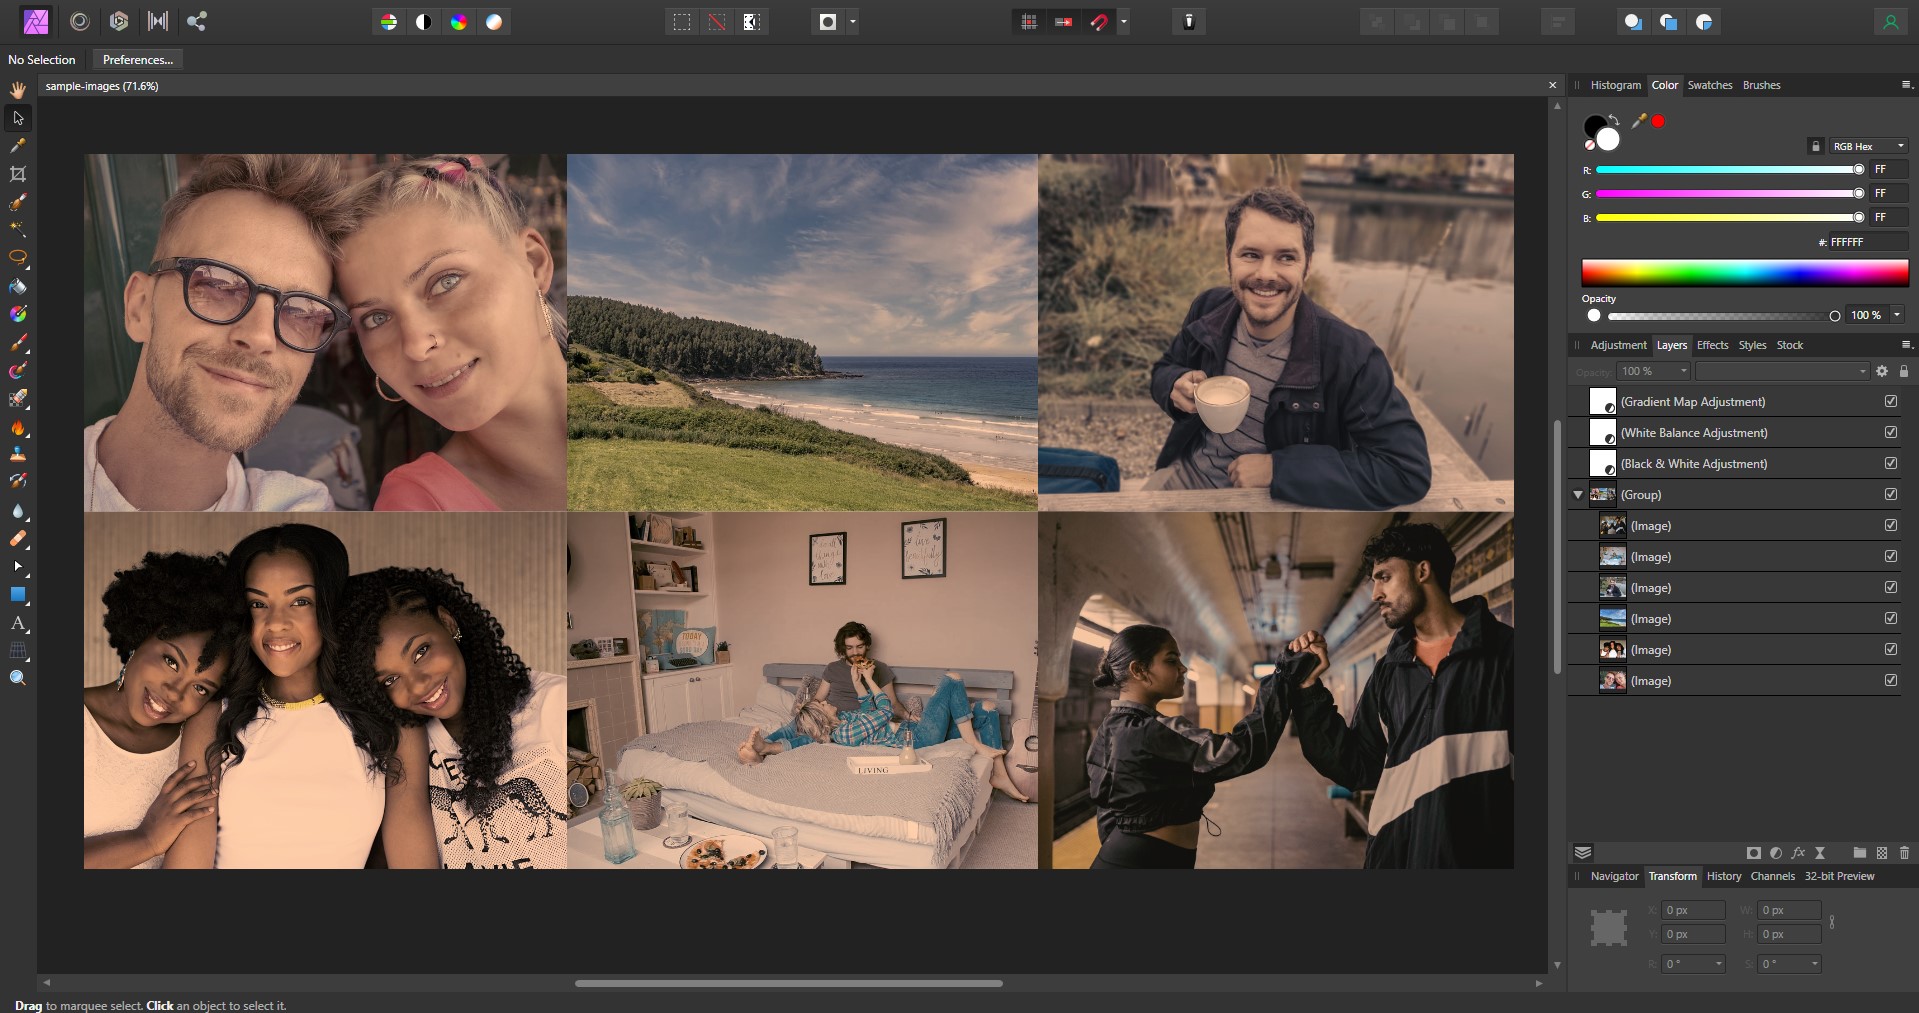 No Selection
Preferences...
sample-images (71.6%)
Histogram Color Swatches Brushes
RGB Hex
R: FF
G: FF
B: FF
#: FFFFFF
Opacity
100 %
Adjustment Layers Effects Styles Stock
Opacity: 100 %
(Gradient Map Adjustment)
(White Balance Adjustment)
(Black & White Adjustment)
(Group)
(Image)
(Image)
(Image)
(Image)
(Image)
(Image)
TODAY
LIVING
Navigator Transform History Channels 32-bit Preview
X: 0 px W: 0 px
Y: 0 px H: 0 px
R: 0 ° S: 0 °
Drag to marquee select. Click an object to select it.